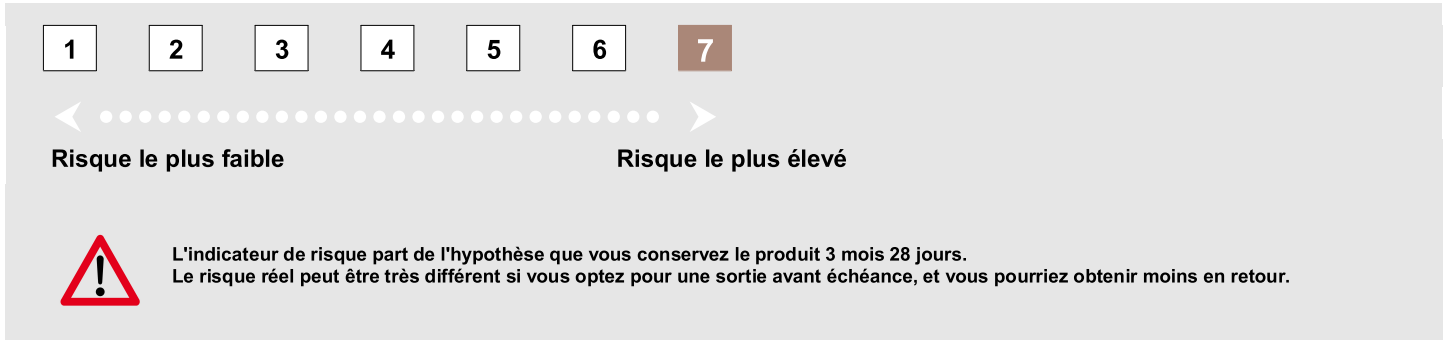 1 2 3 4 5 6 7
Risque le plus faible Risque le plus élevé
L'indicateur de risque part de l'hypothèse que vous conservez le produit 3 mois 28 jours.
Le risque réel peut être très différent si vous optez pour une sortie avant échéance, et vous pourriez obtenir moins en retour.